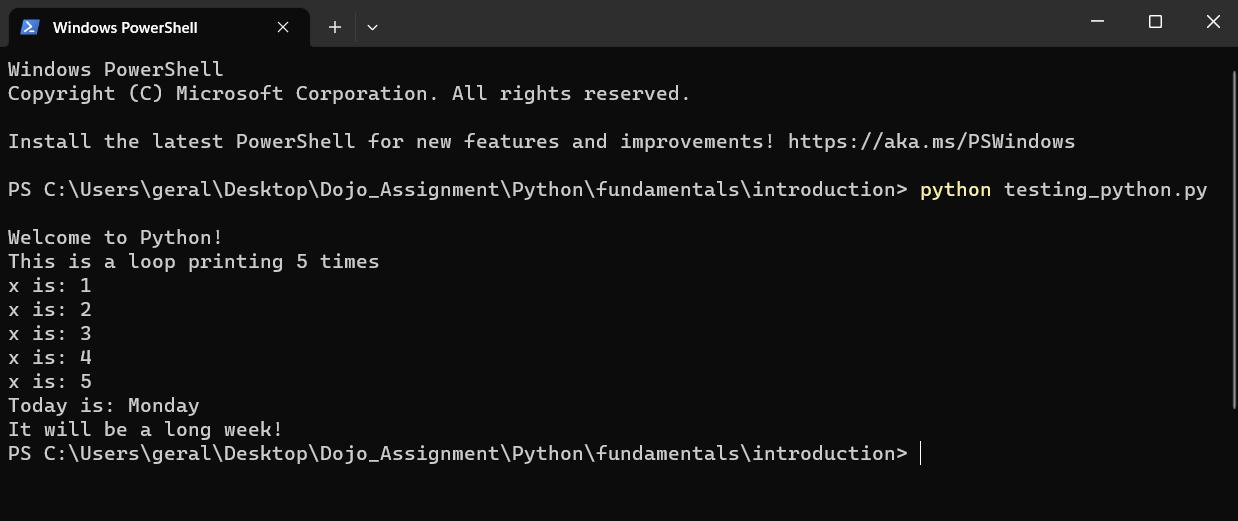 Windows PowerShell
Windows PowerShell
Copyright (C) Microsoft Corporation. All rights reserved.
Install the latest PowerShell for new features and improvements! https://aka.ms/PSWindows
PS C:\Users\geral\Desktop\Dojo_Assignment\Python\fundamentals\introduction> python testing_python.py
Welcome to Python!
This is a loop printing 5 times
x is: 1
x is: 2
x is: 3
x is: 4
x is: 5
Today is: Monday
It will be a long week!
PS C:\Users\geral\Desktop\Dojo_Assignment\Python\fundamentals\introduction>